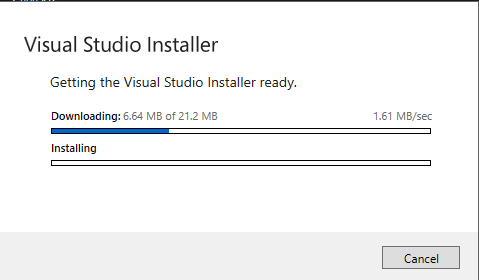 Visual Studio Installer
Getting the Visual Studio Installer ready.
Downloading: 6.64 MB of 21.2 MB 1.61 MB/sec
Installing
Cancel